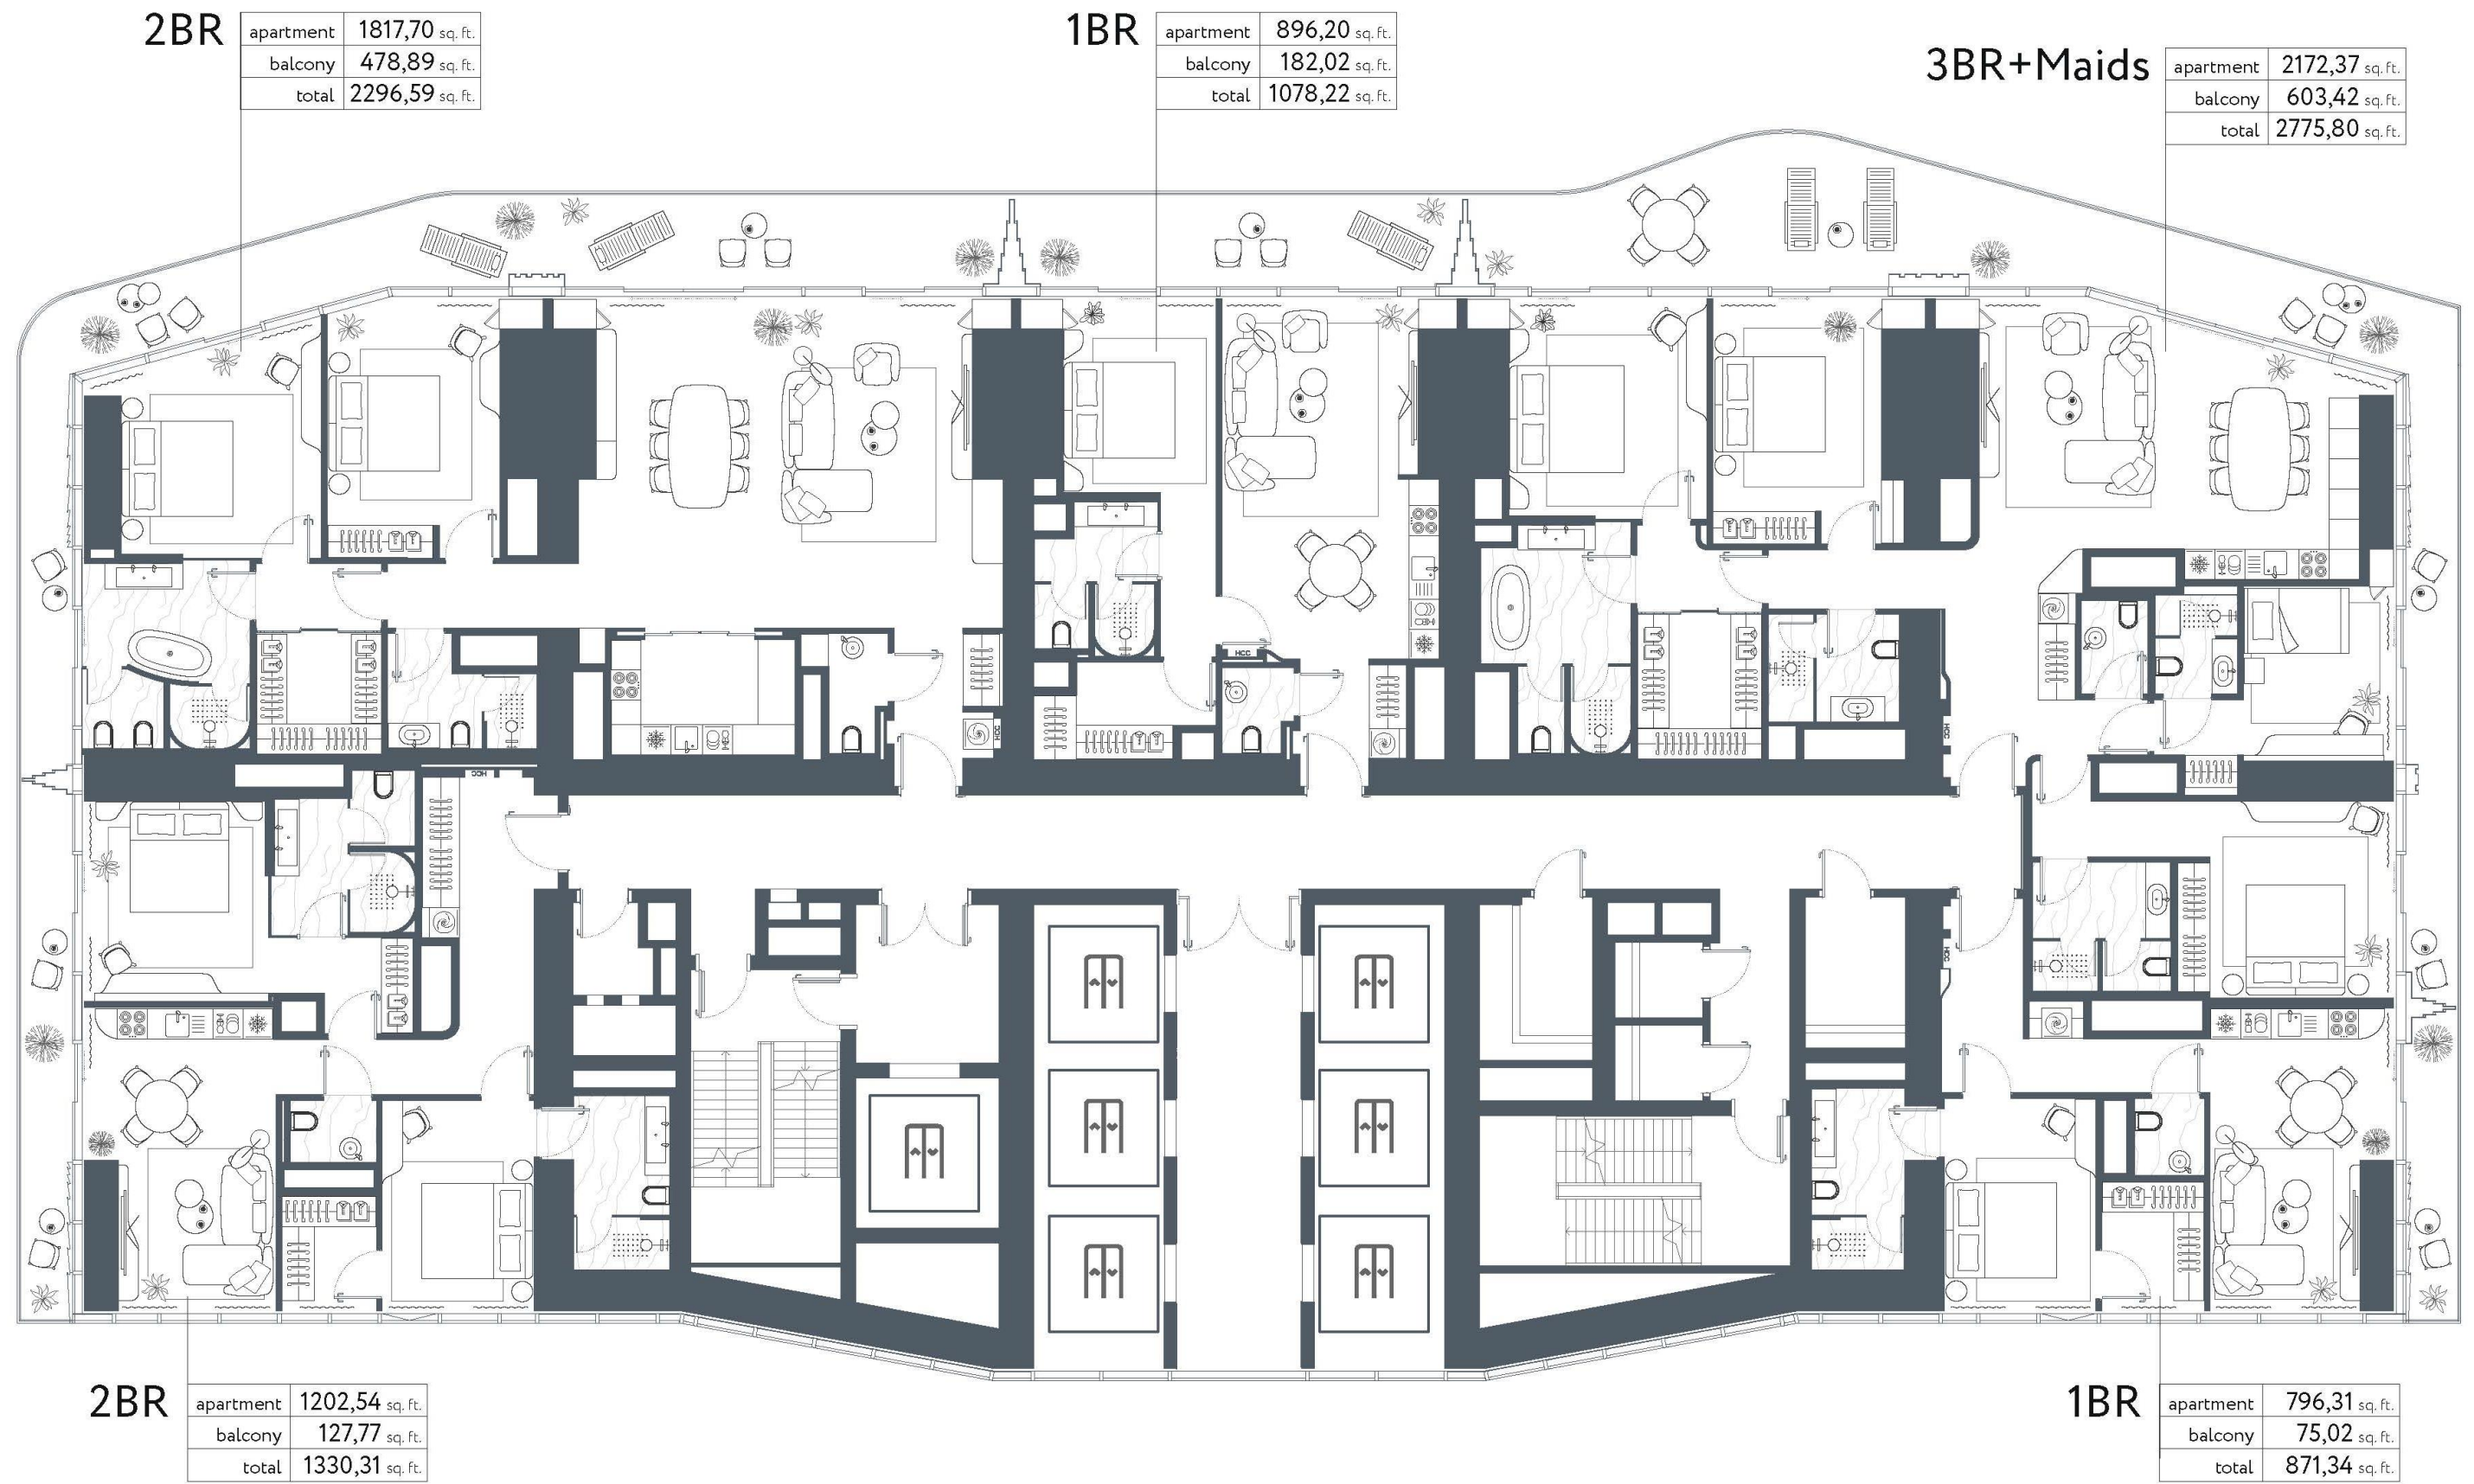 2BR
apartment 1817,70 sq. ft.
balcony 478,89 sq. ft.
total 2296,59 sq. ft.
1BR
apartment 896,20 sq. ft.
balcony 182,02 sq. ft.
total 1078,22 sq. ft.
3BR+Maids
apartment 2172,37 sq. ft.
balcony 603,42 sq. ft.
total 2775,80 sq. ft.
HCC
HCC
HCC
HCC
HCC
2BR
apartment 1202,54 sq. ft.
balcony 127,77 sq. ft.
total 1330,31 sq. ft.
1BR
apartment 796,31 sq. ft.
balcony 75,02 sq. ft.
total 871,34 sq. ft.